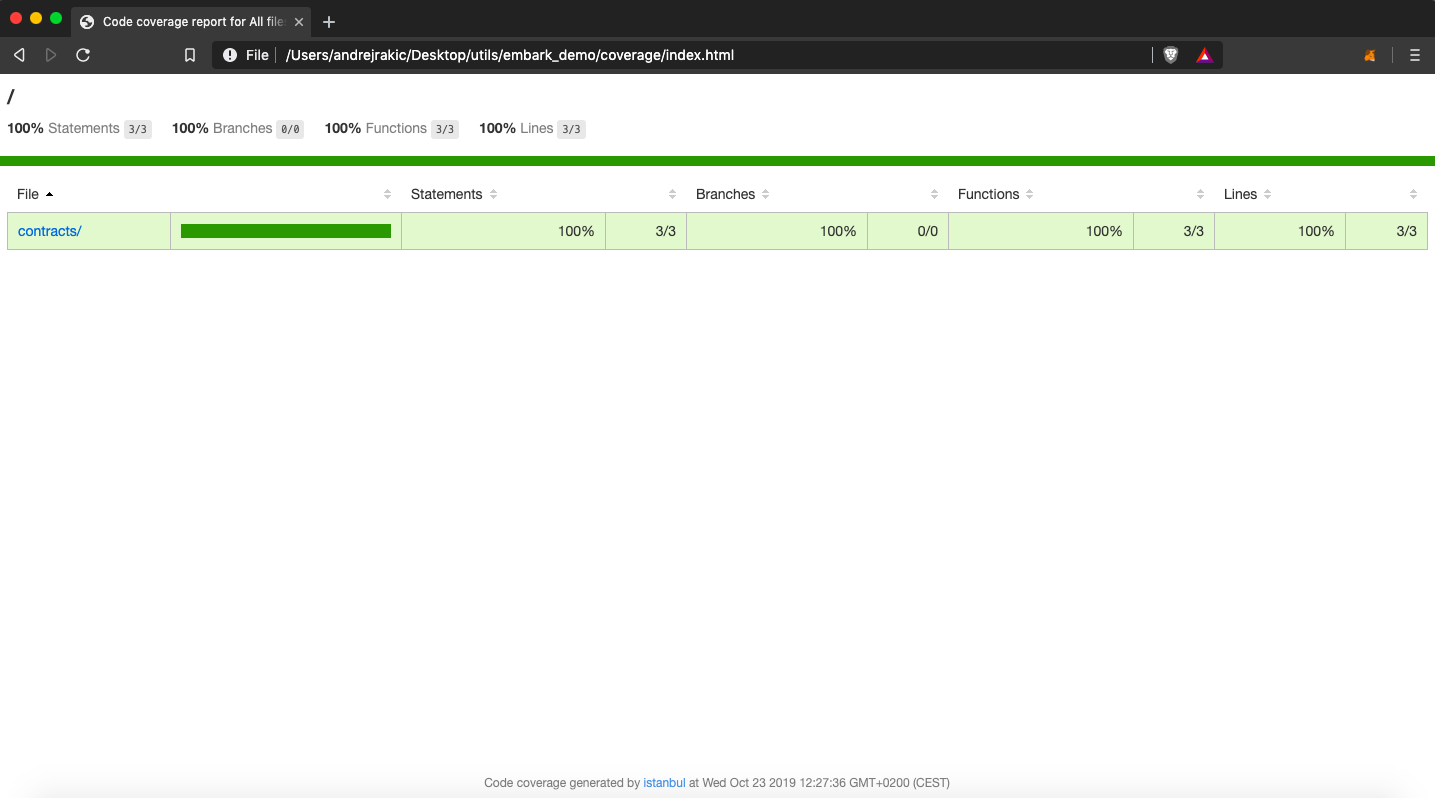 Code coverage report for All file
File /Users/andrejrakic/Desktop/utils/embark_demo/coverage/index.html
/
100% Statements 3/3 100% Branches 0/0 100% Functions 3/3 100% Lines 3/3
File Statements Branches Functions Lines
contracts/ 100% 3/3 100% 0/0 100% 3/3 100% 3/3
Code coverage generated by istanbul at Wed Oct 23 2019 12:27:36 GMT+0200 (CEST)